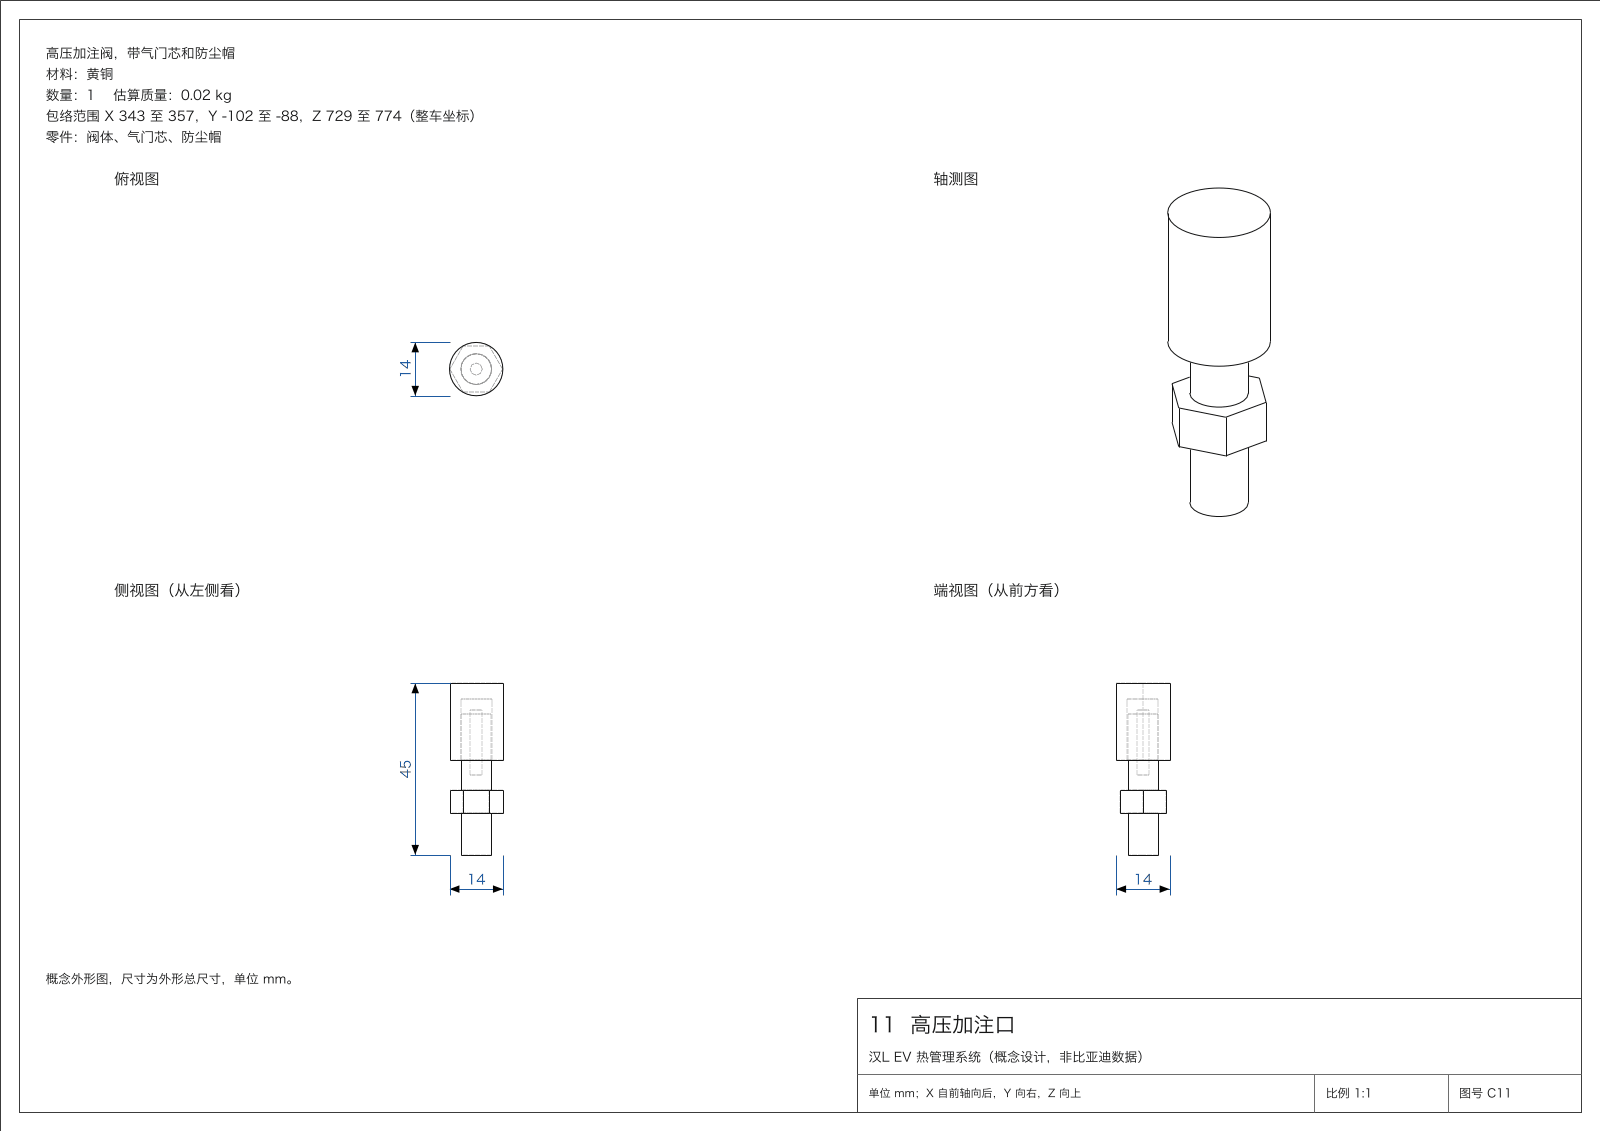 高压加注阀，带气门芯和防尘帽
材料：黄铜
数量：1　估算质量：0.02 kg
包络范围 X 343 至 357，Y -102 至 -88，Z 729 至 774（整车坐标）
零件：阀体、气门芯、防尘帽
俯视图
轴测图
14
侧视图（从左侧看）
端视图（从前方看）
45
14
14
概念外形图，尺寸为外形总尺寸，单位 mm。
11 高压加注口
汉L EV 热管理系统（概念设计，非比亚迪数据）
单位 mm；X 自前轴向后，Y 向右，Z 向上
比例 1:1
图号 C11